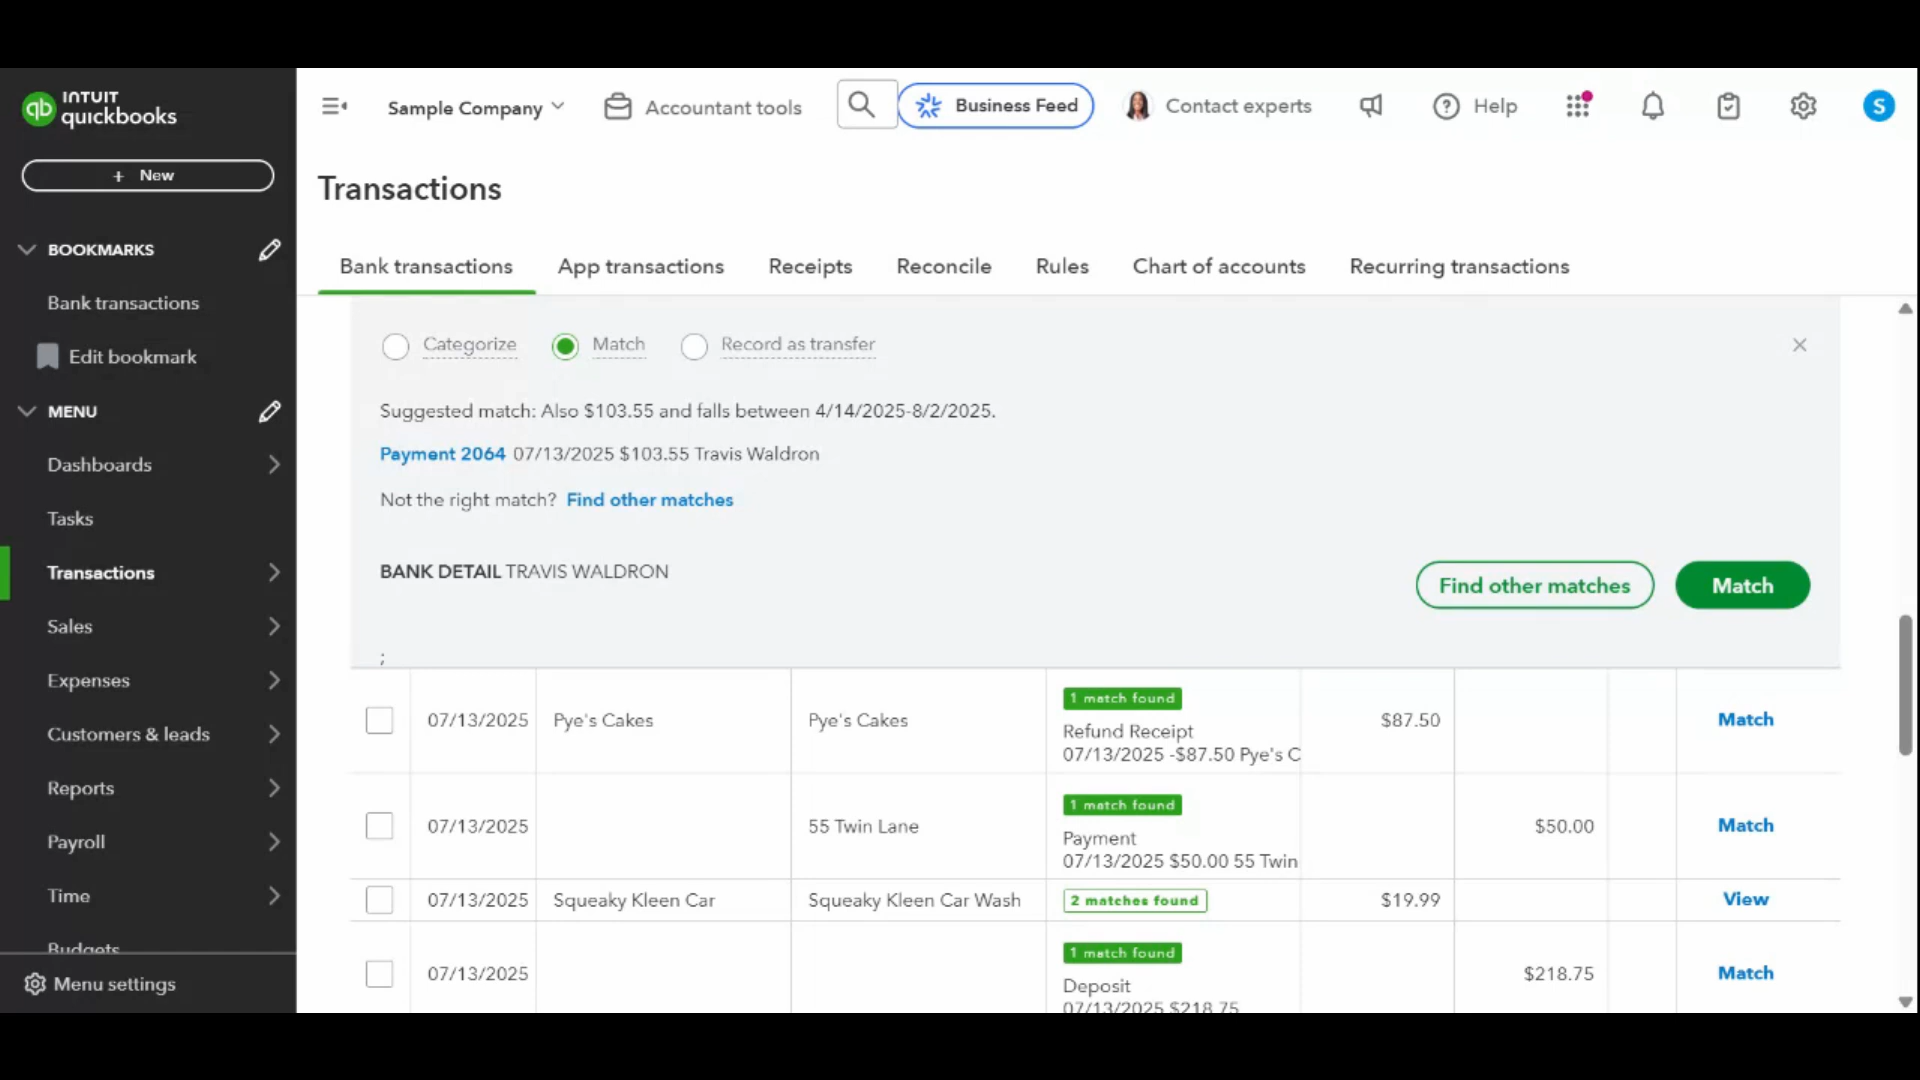 INTUIT
quickbooks
Sample Company
Accountant tools
Business Feed
Contact experts
Help
S
+ New
Transactions
BOOKMARKS
Bank transactions
Edit bookmark
MENU
Dashboards
Tasks
Transactions
Sales
Expenses
Customers & leads
Reports
Payroll
Time
Budgets
Menu settings
Bank transactions App transactions Receipts Reconcile Rules Chart of accounts Recurring transactions
Categorize Match Record as transfer
Suggested match: Also $103.55 and falls between 4/14/2025-8/2/2025.
Payment 2064 07/13/2025 $103.55 Travis Waldron
Not the right match? Find other matches
BANK DETAIL TRAVIS WALDRON
Find other matches Match
;
1 match found
07/13/2025 Pye's Cakes Pye's Cakes Refund Receipt $87.50 Match
07/13/2025 -$87.50 Pye's C
1 match found
07/13/2025 55 Twin Lane Payment $50.00 Match
07/13/2025 $50.00 55 Twin
07/13/2025 Squeaky Kleen Car Squeaky Kleen Car Wash 2 matches found $19.99 View
1 match found
07/13/2025 Deposit $218.75 Match
07/13/2025 $218.75